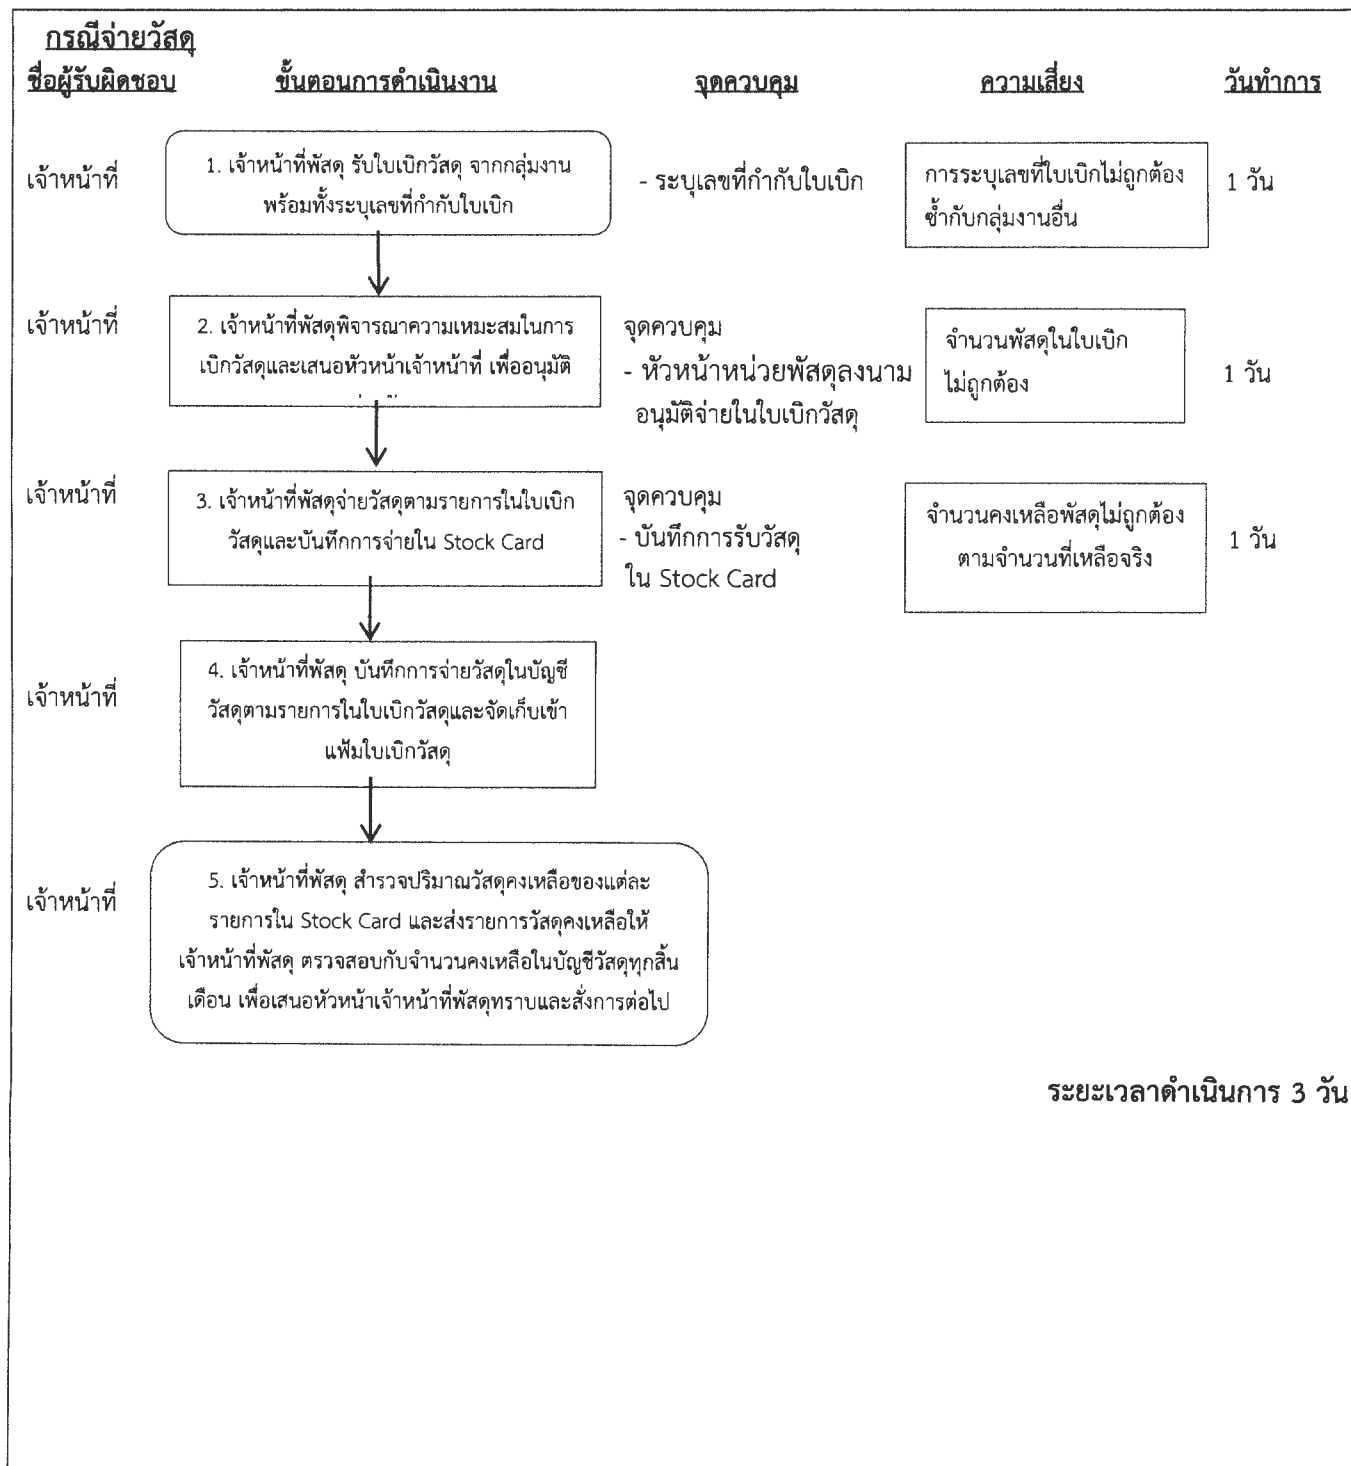 กรณีจ่ายวัสดุ
ชื่อผู้รับผิดชอบ ขั้นตอนการดำเนินงาน จุดควบคุม ความเสี่ยง วันทำการ
เจ้าหน้าที่
1. เจ้าหน้าที่พัสดุ รับใบเบิกวัสดุ จากกลุ่มงาน
พร้อมทั้งระบุเลขที่กำกับใบเบิก
- ระบุเลขที่กำกับใบเบิก
การระบุเลขที่ใบเบิกไม่ถูกต้อง
ซ้ำกับกลุ่มงานอื่น
1 วัน
เจ้าหน้าที่
2. เจ้าหน้าที่พัสดุพิจารณาความเหมะสมในการ
เบิกวัสดุและเสนอหัวหน้าเจ้าหน้าที่ เพื่ออนุมัติ
จุดควบคุม
- หัวหน้าหน่วยพัสดุลงนาม
อนุมัติจ่ายในใบเบิกวัสดุ
จำนวนพัสดุในใบเบิก
ไม่ถูกต้อง
1 วัน
เจ้าหน้าที่
3. เจ้าหน้าที่พัสดุจ่ายวัสดุตามรายการในใบเบิก
วัสดุและบันทึกการจ่ายใน Stock Card
จุดควบคุม
- บันทึกการรับวัสดุ
ใน Stock Card
จำนวนคงเหลือพัสดุไม่ถูกต้อง
ตามจำนวนที่เหลือจริง
1 วัน
เจ้าหน้าที่
4. เจ้าหน้าที่พัสดุ บันทึกการจ่ายวัสดุในบัญชี
วัสดุตามรายการในใบเบิกวัสดุและจัดเก็บเข้า
แฟ้มใบเบิกวัสดุ
เจ้าหน้าที่
5. เจ้าหน้าที่พัสดุ สำรวจปริมาณวัสดุคงเหลือของแต่ละ
รายการใน Stock Card และส่งรายการวัสดุคงเหลือให้
เจ้าหน้าที่พัสดุ ตรวจสอบกับจำนวนคงเหลือในบัญชีวัสดุทุกสิ้น
เดือน เพื่อเสนอหัวหน้าเจ้าหน้าที่พัสดุทราบและสั่งการต่อไป
ระยะเวลาดำเนินการ 3 วัน